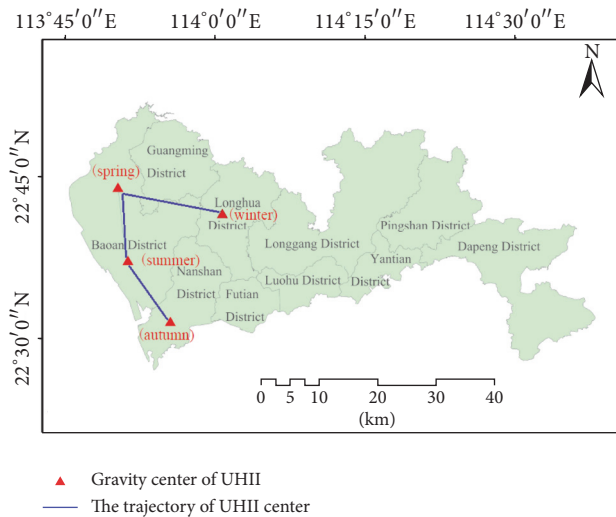 113°45′0″E 114°0′0″E 114°15′0″E 114°30′0″E
N
22°45′0″N
22°30′0″N
Guangming
District
(spring)
Longhua
District
(winter)
Baoan District
(summer)
Longgang District
Pingshan District
Dapeng District
Yantian
District
Nanshan
District
Luohu District
Futian
District
(autumn)
0 5 10 20 30 40
(km)
Gravity center of UHII
The trajectory of UHII center